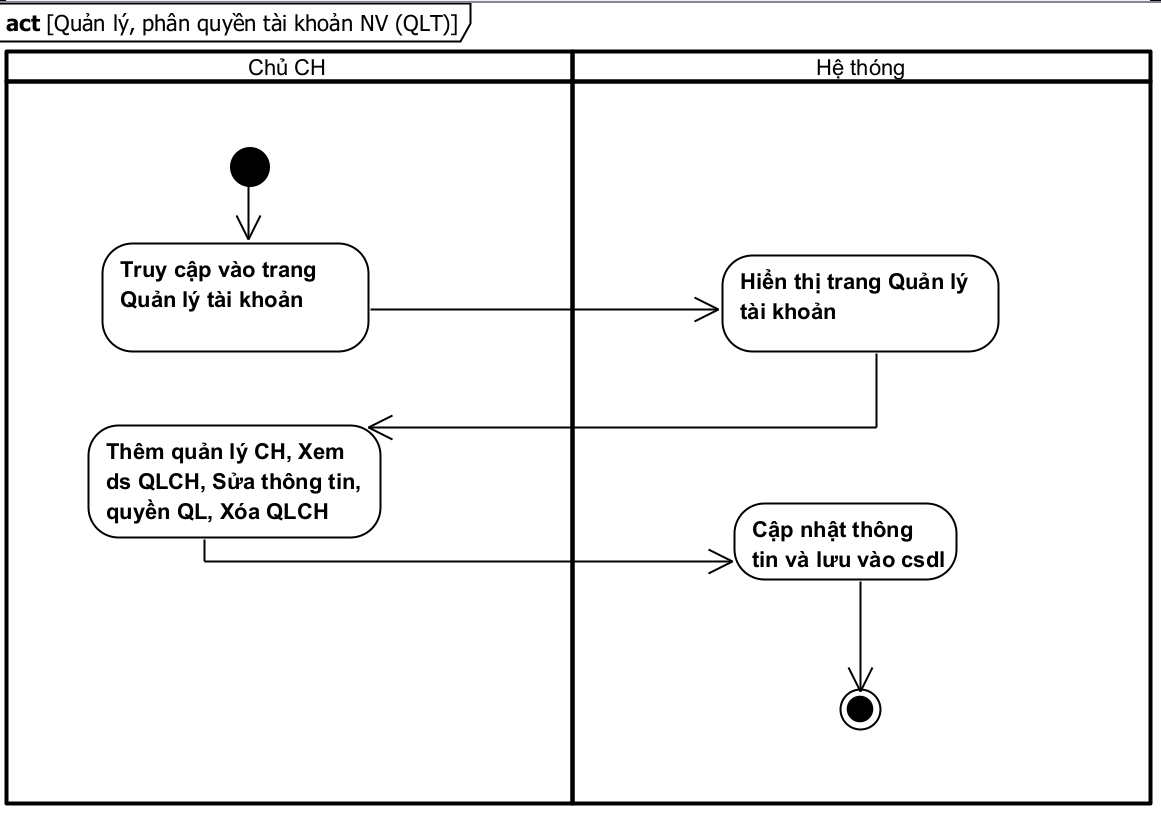 act [Quản lý, phân quyền tài khoản NV (QLT)]
Chủ CH
Hệ thóng
Truy cập vào trang
Quản lý tài khoản
Hiển thị trang Quản lý
tài khoản
Thêm quản lý CH, Xem
ds QLCH, Sửa thông tin,
quyền QL, Xóa QLCH
Cập nhật thông
tin và lưu vào csdl